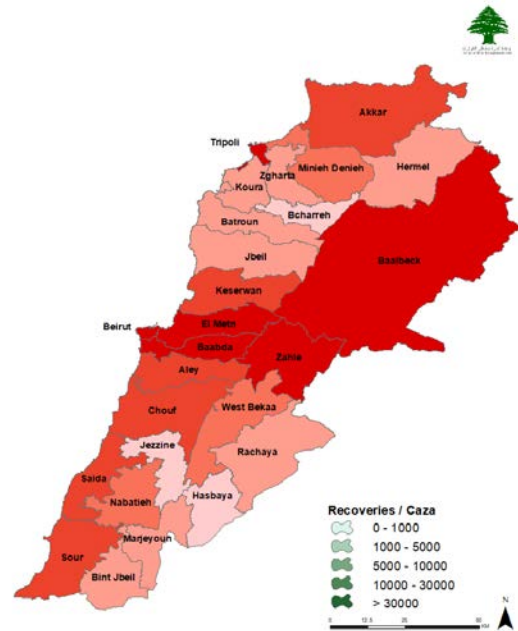 Akkar
Tripoli
Minieh Denieh
Hermel
Zgharta
Koura
Bcharreh
Batroun
Baalbeck
Jbeil
Keserwan
Beirut
El Metn
Baabda
Zahle
Aley
Chouf
West Bekaa
Jezzine
Rachaya
Saida
Hasbaya
Nabatieh
Marjeyoun
Sour
Bint Jbeil
Recoveries / Caza
0 - 1000
1000 - 5000
5000 - 10000
10000 - 30000
> 30000
N